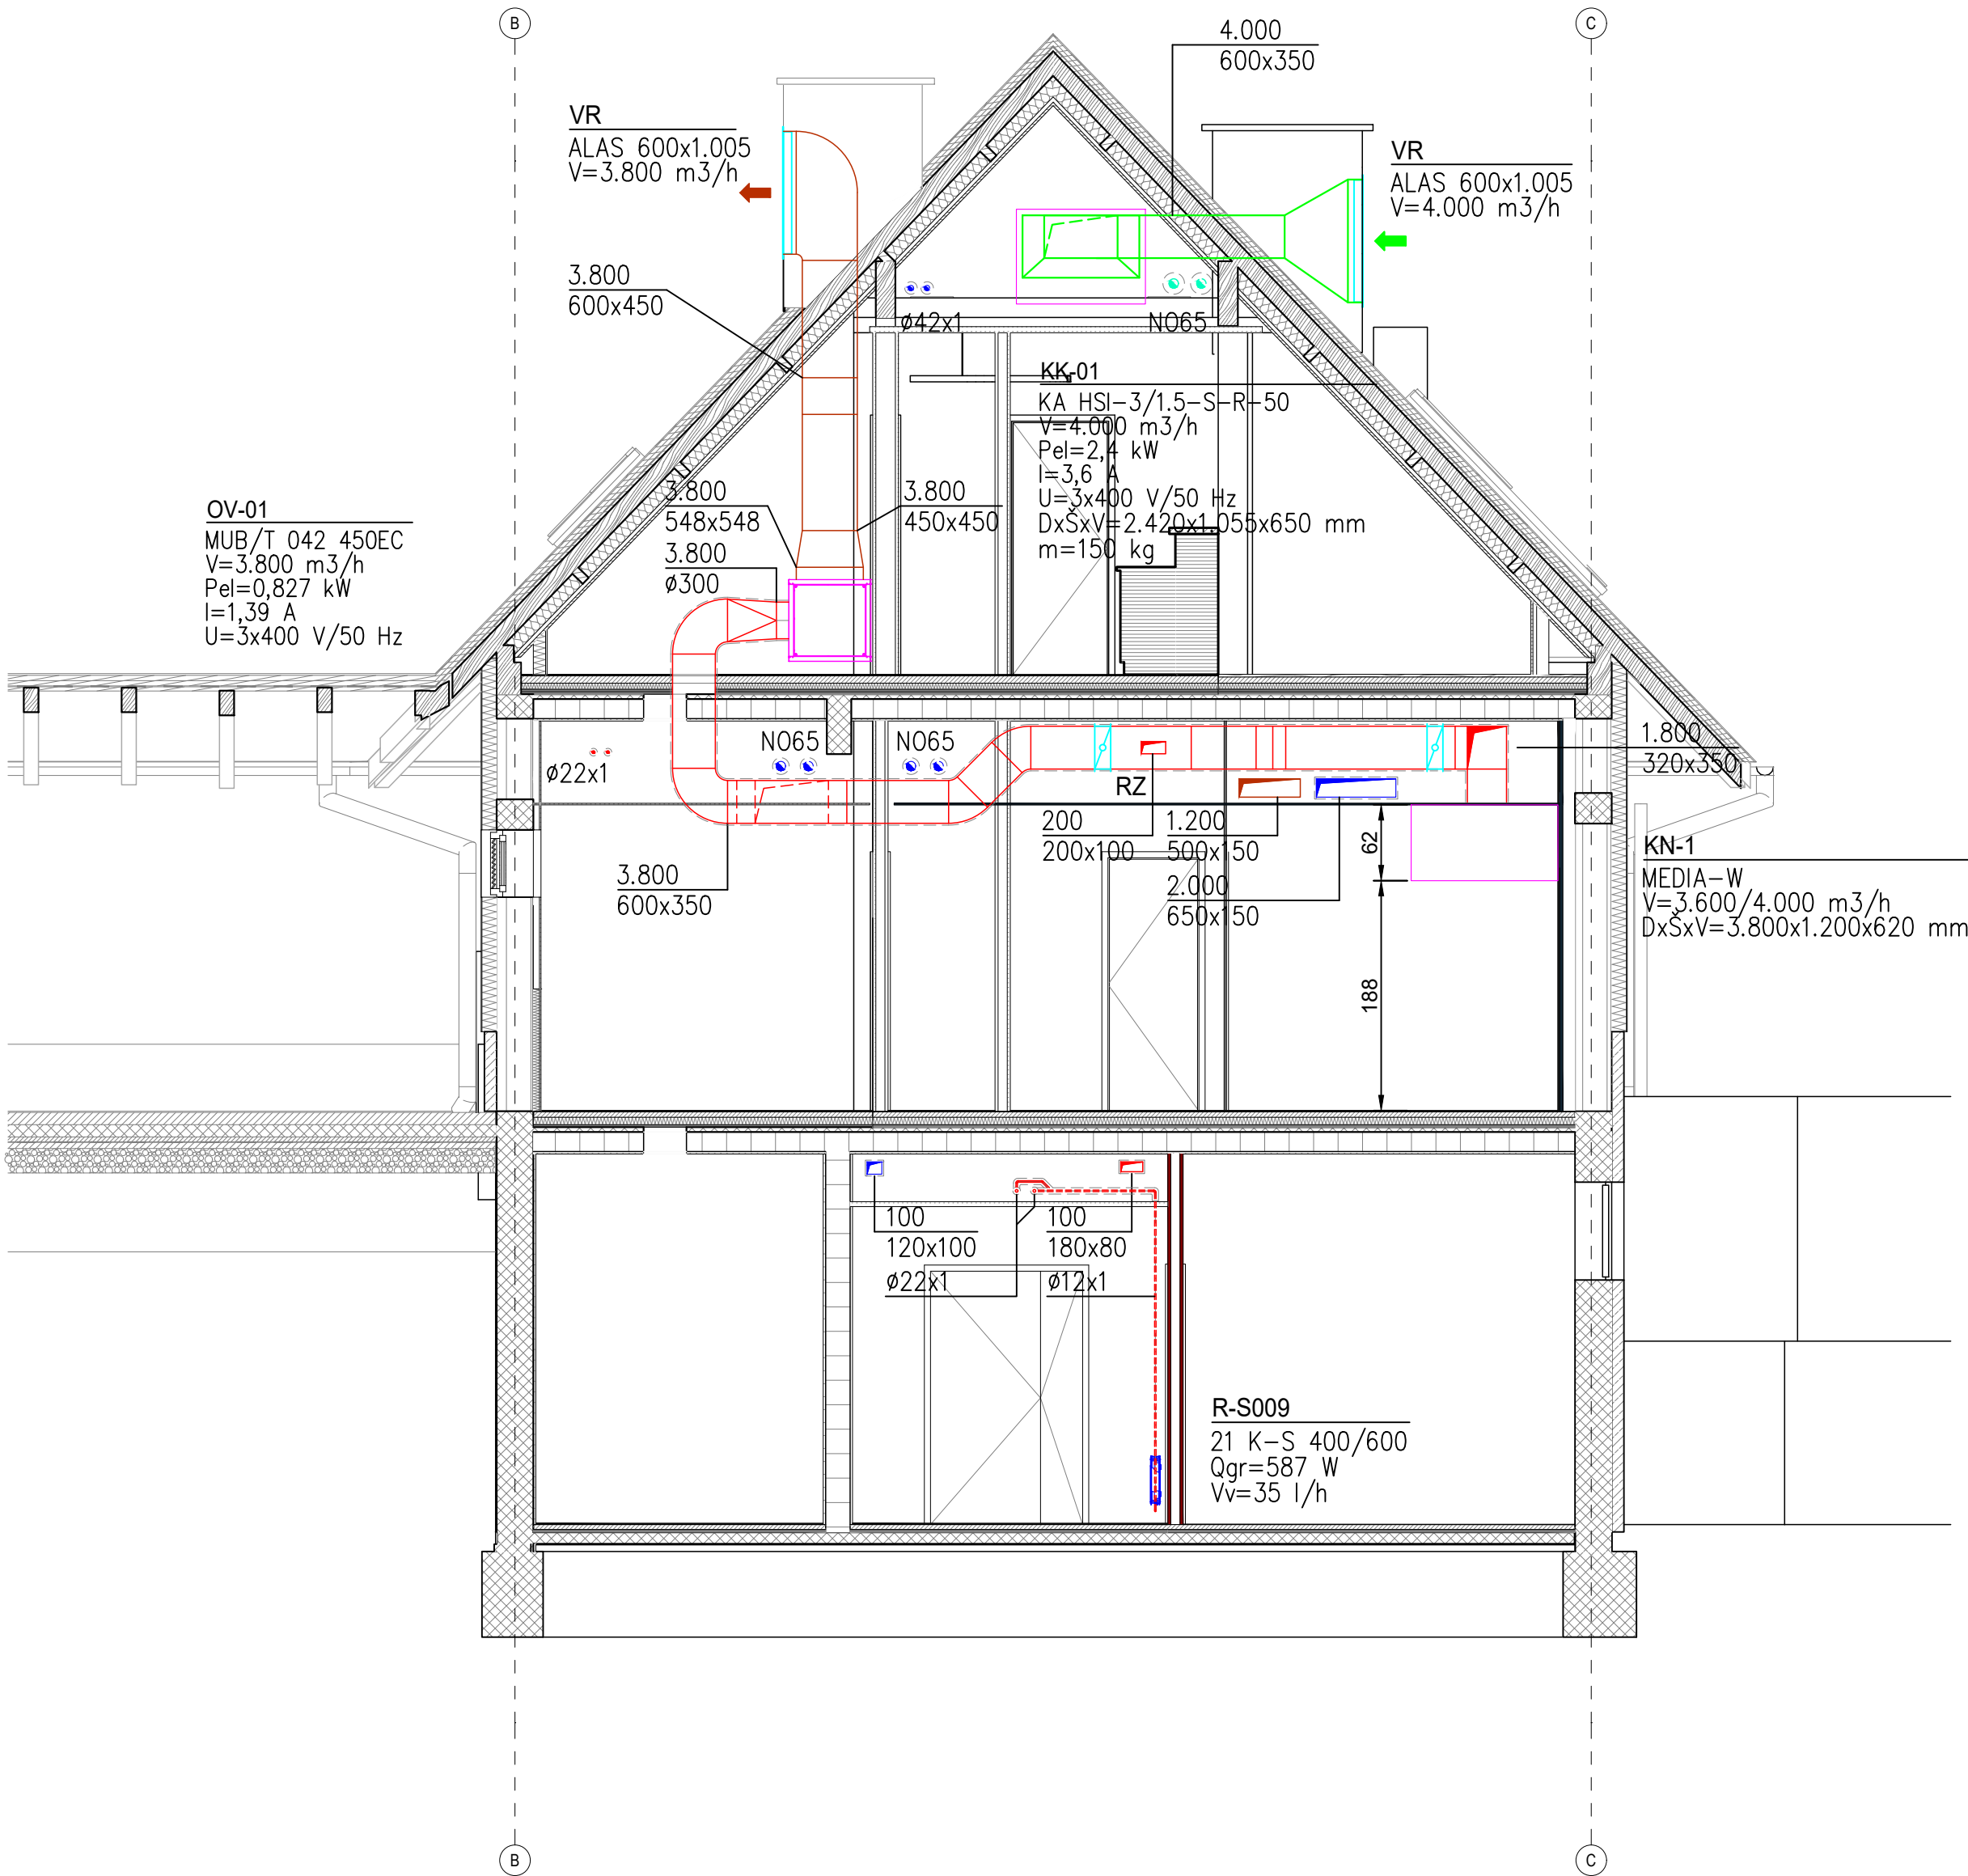 B
C
4.000
600x350
VR
ALAS 600x1.005
V=3.800 m3/h
VR
ALAS 600x1.005
V=4.000 m3/h
3.800
600x450
ø42x1
NO65
KK-01
KA HSI-3/1.5-S-R-50
V=4.000 m3/h
Pel=2,4 kW
I=3,6 A
U=3x400 V/50 Hz
DxŠxV=2.420x1.055x650 mm
m=150 kg
3.800
548x548
3.800
450x450
3.800
ø300
OV-01
MUB/T 042 450EC
V=3.800 m3/h
Pel=0,827 kW
I=1,39 A
U=3x400 V/50 Hz
NO65
NO65
ø22x1
RZ
1.800
320x350
200
200x100
1.200
500x150
62
KN-1
MEDIA-W
V=3.600/4.000 m3/h
DxŠxV=3.800x1.200x620 mm
3.800
600x350
2.000
650x150
188
100
120x100
100
180x80
ø22x1
ø12x1
R-S009
21 K-S 400/600
Qgr=587 W
Vv=35 l/h
B
C